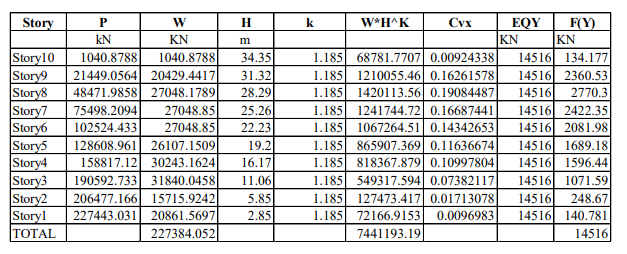 Story P W H k W*H^K Cvx EQY F(Y)
kN KN m KN KN
Story10 1040.8788 1040.8788 34.35 1.185 68781.7707 0.00924338 14516 134.177
Story9 21449.0564 20429.4417 31.32 1.185 1210055.46 0.16261578 14516 2360.53
Story8 48471.9858 27048.1789 28.29 1.185 1420113.56 0.19084487 14516 2770.3
Story7 75498.2094 27048.85 25.26 1.185 1241744.72 0.16687441 14516 2422.35
Story6 102524.433 27048.85 22.23 1.185 1067264.51 0.14342653 14516 2081.98
Story5 128608.961 26107.1509 19.2 1.185 865907.369 0.11636674 14516 1689.18
Story4 158817.12 30243.1624 16.17 1.185 818367.879 0.10997804 14516 1596.44
Story3 190592.733 31840.0458 11.06 1.185 549317.594 0.07382117 14516 1071.59
Story2 206477.166 15715.9242 5.85 1.185 127473.417 0.01713078 14516 248.67
Story1 227443.031 20861.5697 2.85 1.185 72166.9153 0.0096983 14516 140.781
TOTAL 227384.052 7441193.19 14516